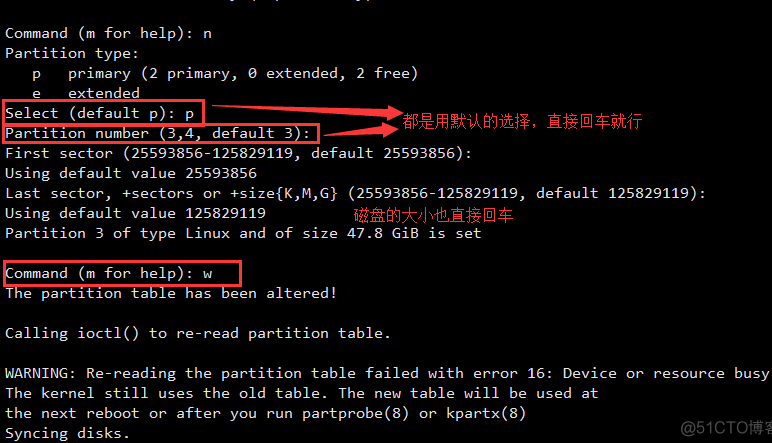 Command (m for help): n
Partition type:
p   primary (2 primary, 0 extended, 2 free)
e   extended
Select (default p): p
都是用默认的选择，直接回车就行
Partition number (3,4, default 3):
First sector (25593856-125829119, default 25593856):
Using default value 25593856
Last sector, +sectors or +size{K,M,G} (25593856-125829119, default 125829119):
Using default value 125829119
磁盘的大小也直接回车
Partition 3 of type Linux and of size 47.8 GiB is set
Command (m for help): w
The partition table has been altered!
Calling ioctl() to re-read partition table.
WARNING: Re-reading the partition table failed with error 16: Device or resource busy
The kernel still uses the old table. The new table will be used at
the next reboot or after you run partprobe(8) or kpartx(8)
Syncing disks.
@51CTO博客